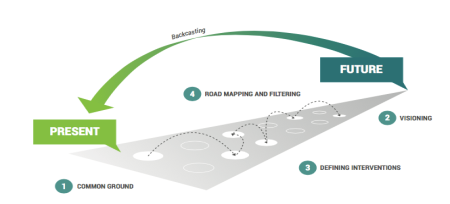 Backcasting
FUTURE
4 ROAD MAPPING AND FILTERING
2 VISIONING
PRESENT
3 DEFINING INTERVENTIONS
1 COMMON GROUND